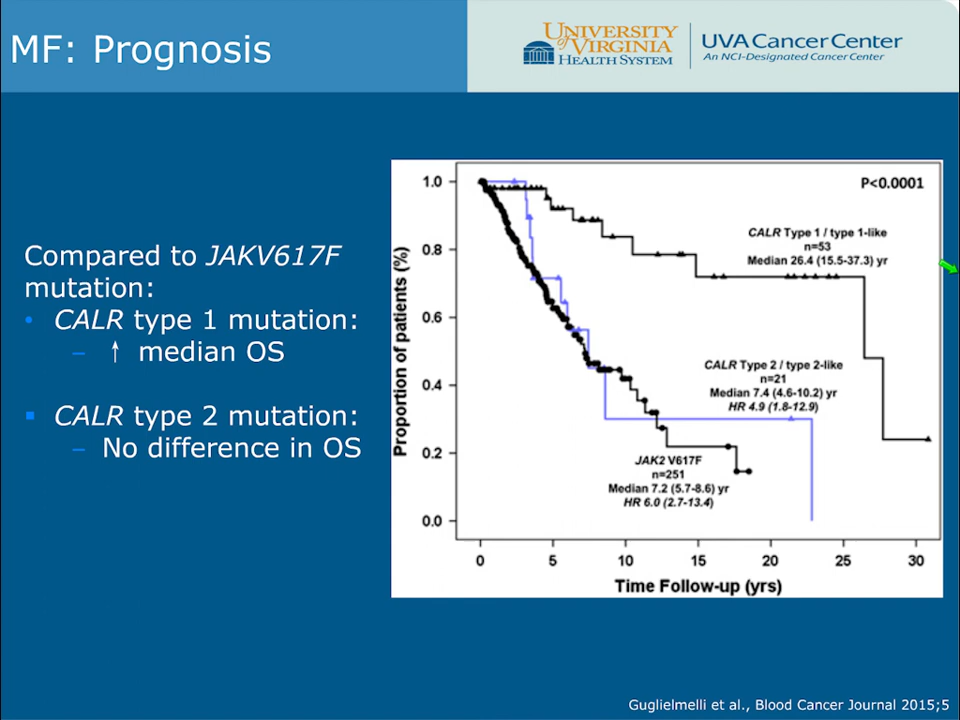 MF: Prognosis
UNIVERSITY
of VIRGINIA
HEALTH SYSTEM
UVA Cancer Center
An NCI-Designated Cancer Center
Compared to JAKV617F
mutation:
• CALR type 1 mutation:
– ↑ median OS
▪ CALR type 2 mutation:
– No difference in OS
Proportion of patients (%)
1.0
0.8
0.6
0.4
0.2
0.0
P<0.0001
CALR Type 1 / type 1-like
n=53
Median 26.4 (15.5-37.3) yr
CALR Type 2 / type 2-like
n=21
Median 7.4 (4.6-10.2) yr
HR 4.9 (1.8-12.9)
JAK2 V617F
n=251
Median 7.2 (5.7-8.6) yr
HR 6.0 (2.7-13.4)
0 5 10 15 20 25 30
Time Follow-up (yrs)
Guglielmelli et al., Blood Cancer Journal 2015;5